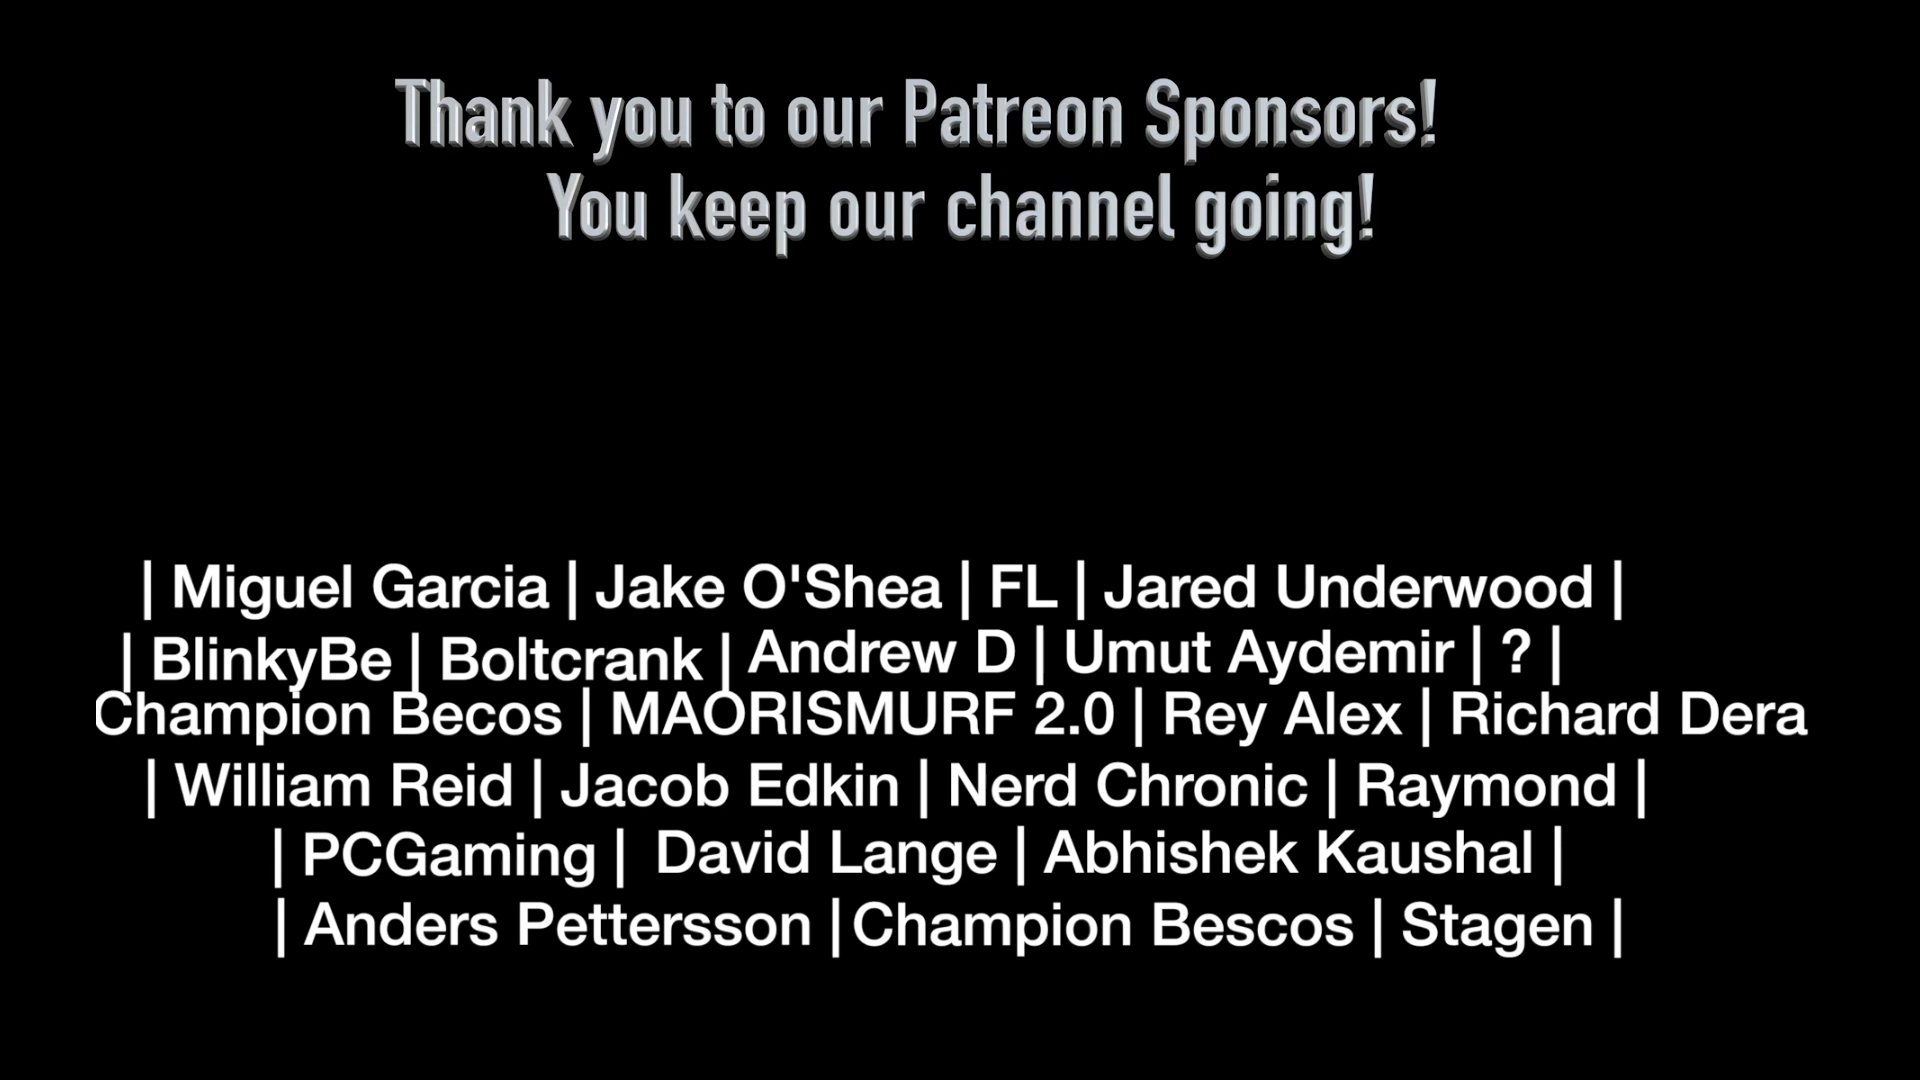 Thank you to our Patreon Sponsors!
You keep our channel going!
| Miguel Garcia | Jake O'Shea | FL | Jared Underwood |
| BlinkyBe | Boltcrank | Andrew D | Umut Aydemir | ? |
Champion Becos | MAORISMURF 2.0 | Rey Alex | Richard Dera
| William Reid | Jacob Edkin | Nerd Chronic | Raymond |
| PCGaming | David Lange | Abhishek Kaushal |
| Anders Pettersson | Champion Bescos | Stagen |